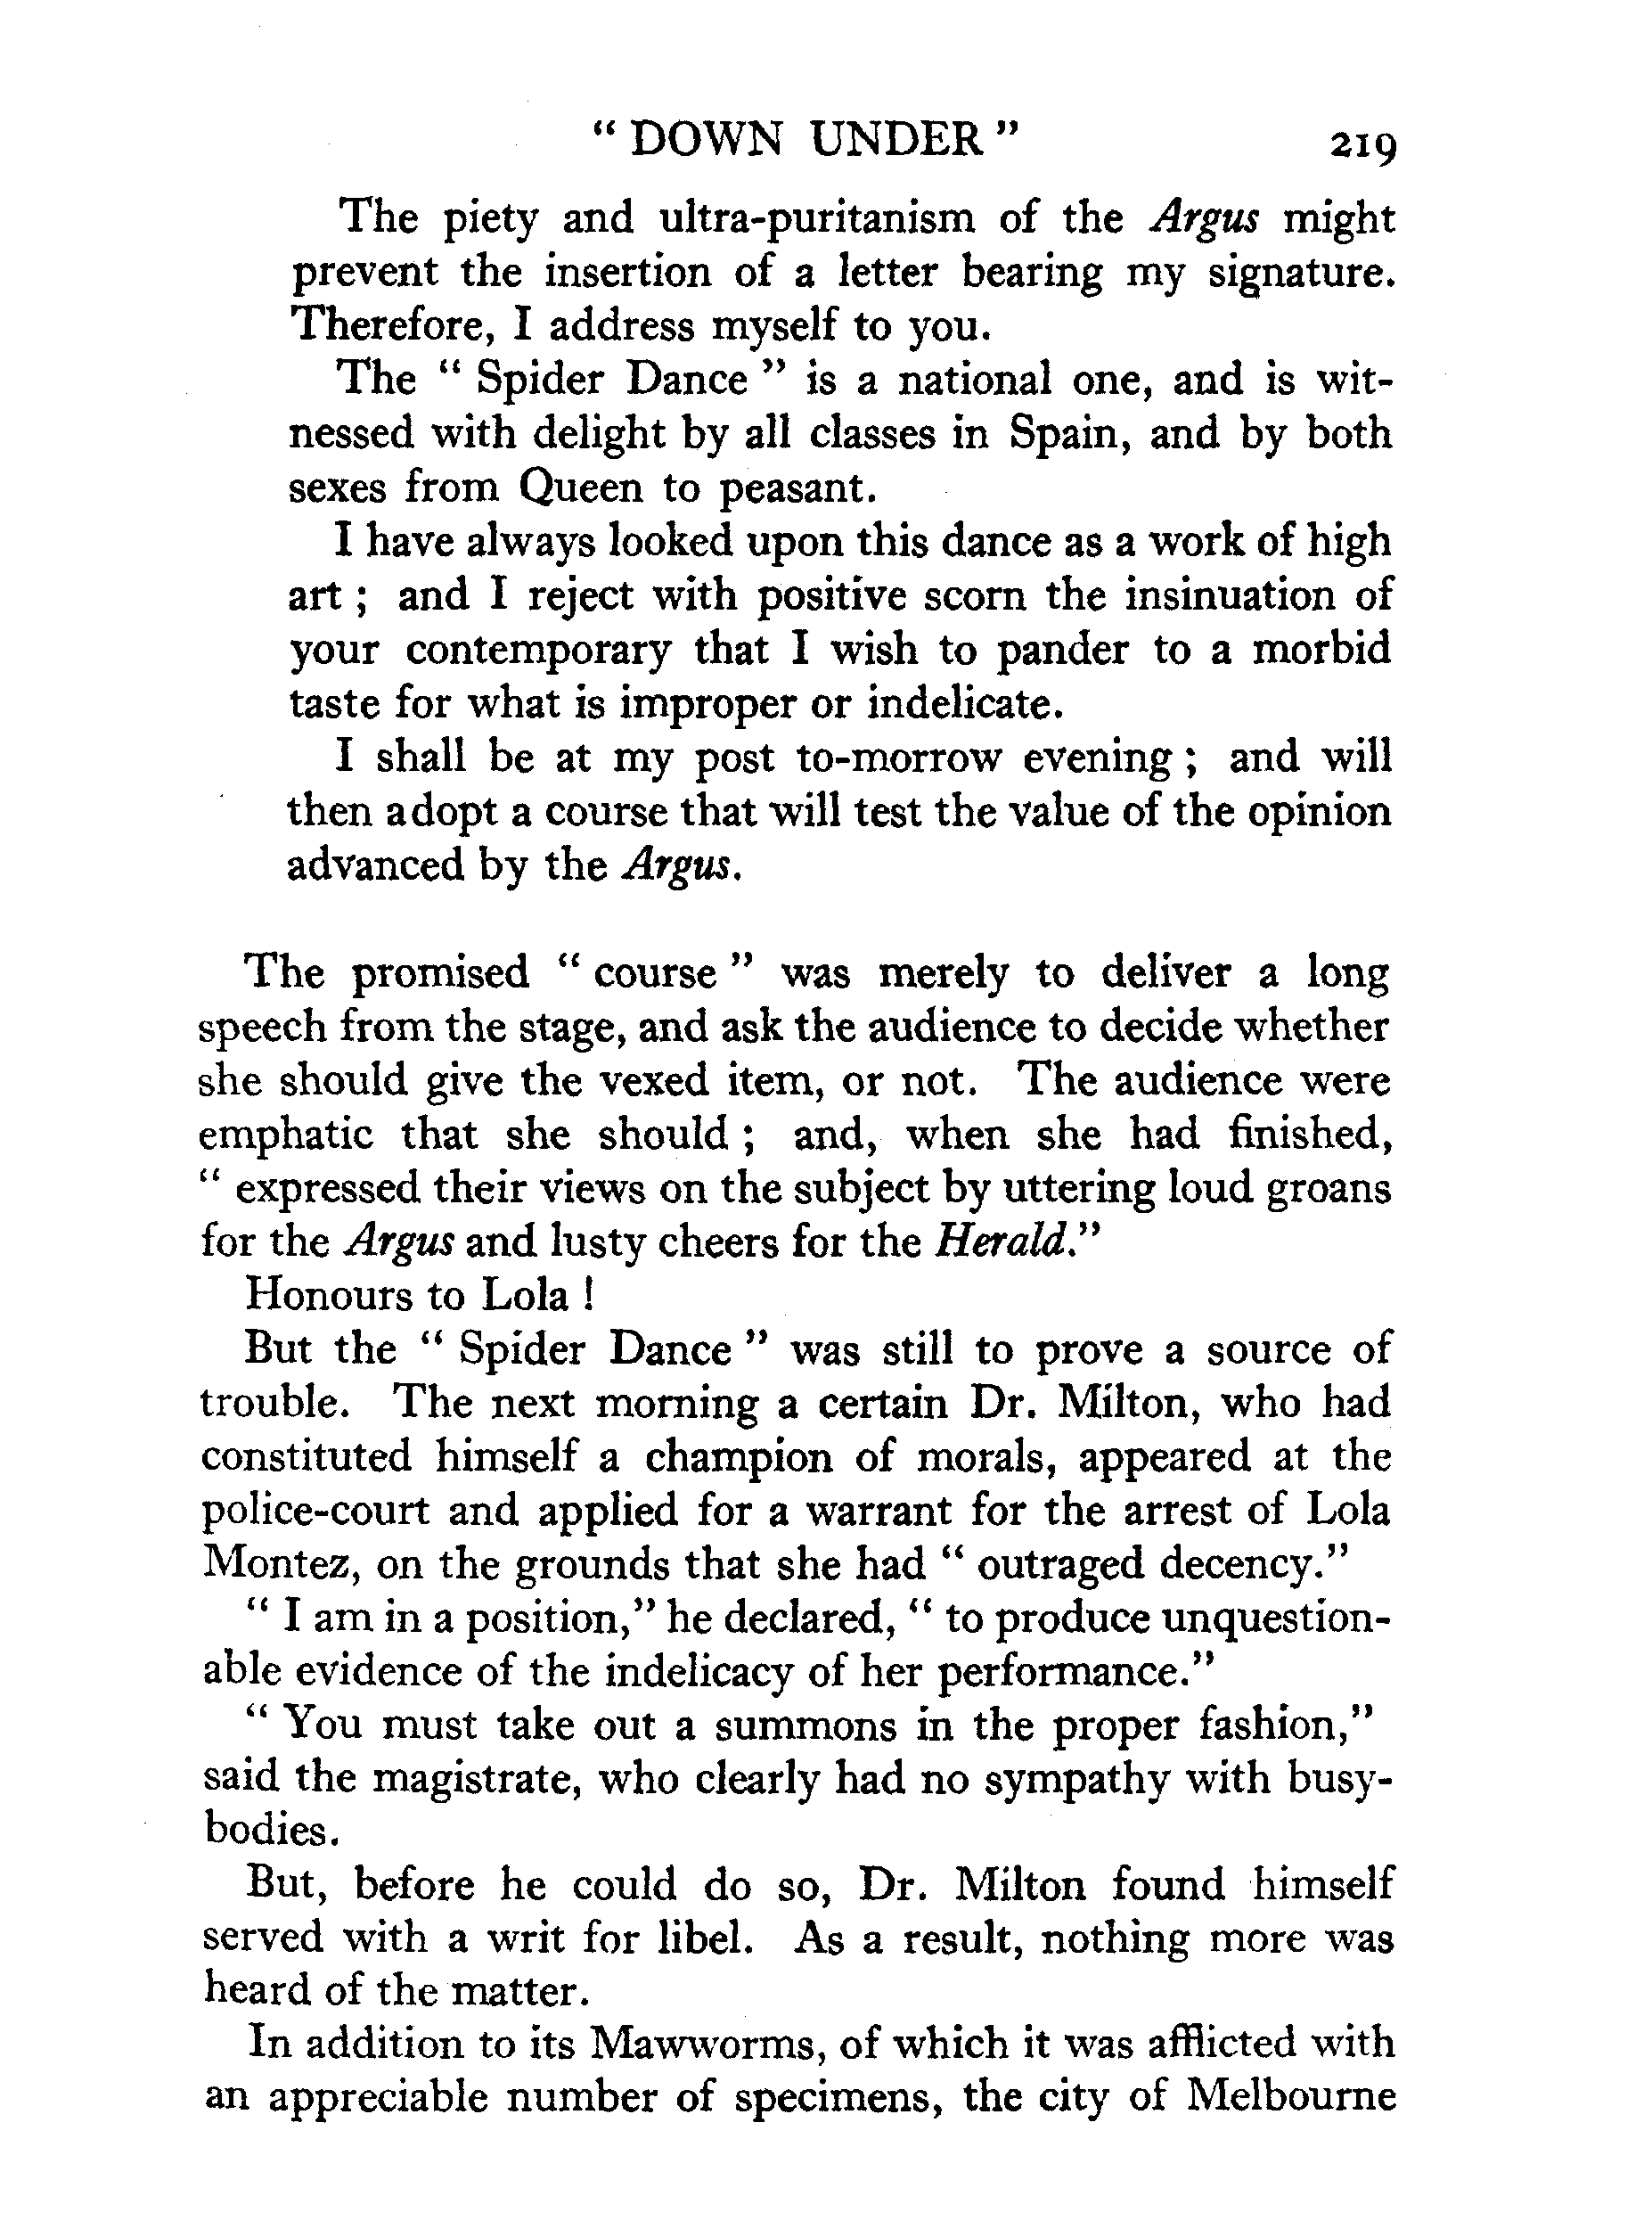 " DOWN UNDER " 219
The piety and ultra-puritanism of the Argus might
prevent the insertion of a letter bearing my signature.
Therefore, I address myself to you.
The " Spider Dance " is a national one, and is wit-
nessed with delight by all classes in Spain, and by both
sexes from Queen to peasant.
I have always looked upon this dance as a work of high
art ; and I reject with positive scorn the insinuation of
your contemporary that I wish to pander to a morbid
taste for what is improper or indelicate.
I shall be at my post to-morrow evening ; and will
then adopt a course that will test the value of the opinion
advanced by the Argus.
The promised " course " was merely to deliver a long
speech from the stage, and ask the audience to decide whether
she should give the vexed item, or not. The audience were
emphatic that she should ; and, when she had finished,
" expressed their views on the subject by uttering loud groans
for the Argus and lusty cheers for the Herald."
Honours to Lola !
But the " Spider Dance " was still to prove a source of
trouble. The next morning a certain Dr. Milton, who had
constituted himself a champion of morals, appeared at the
police-court and applied for a warrant for the arrest of Lola
Montez, on the grounds that she had " outraged decency."
" I am in a position," he declared, " to produce unquestion-
able evidence of the indelicacy of her performance."
" You must take out a summons in the proper fashion,"
said the magistrate, who clearly had no sympathy with busy-
bodies.
But, before he could do so, Dr. Milton found himself
served with a writ for libel. As a result, nothing more was
heard of the matter.
In addition to its Mawworms, of which it was afflicted with
an appreciable number of specimens, the city of Melbourne